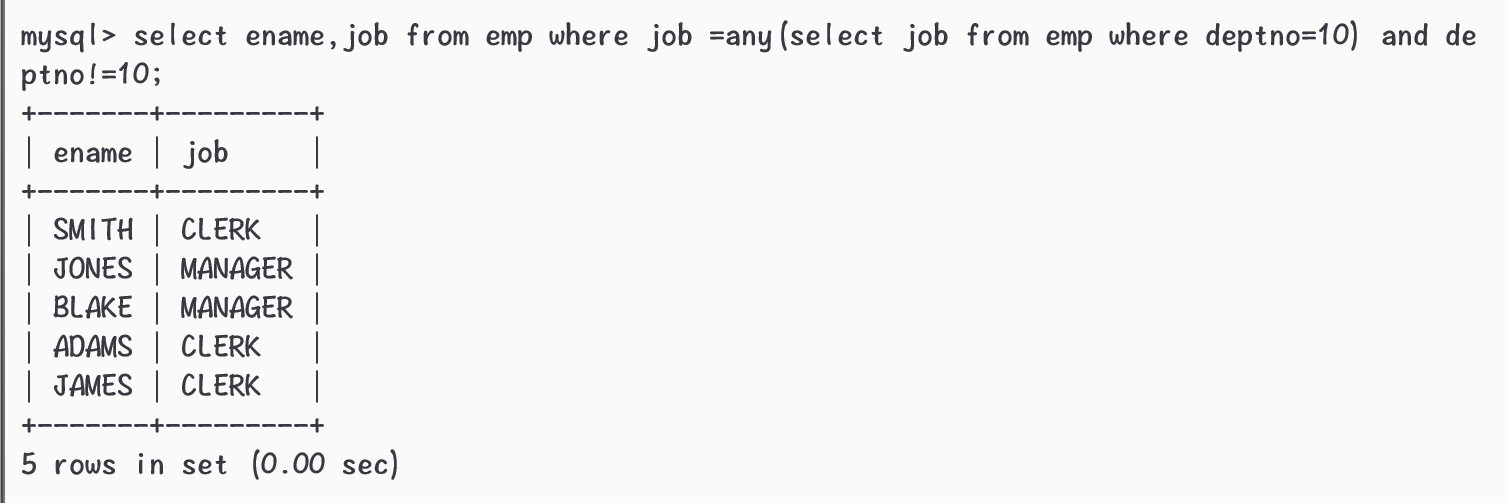 mysql> select ename,job from emp where job =any(select job from emp where deptno=10) and de
ptno!=10;
+-------+---------+
| ename | job     |
+-------+---------+
| SMITH | CLERK   |
| JONES | MANAGER |
| BLAKE | MANAGER |
| ADAMS | CLERK   |
| JAMES | CLERK   |
+-------+---------+
5 rows in set (0.00 sec)